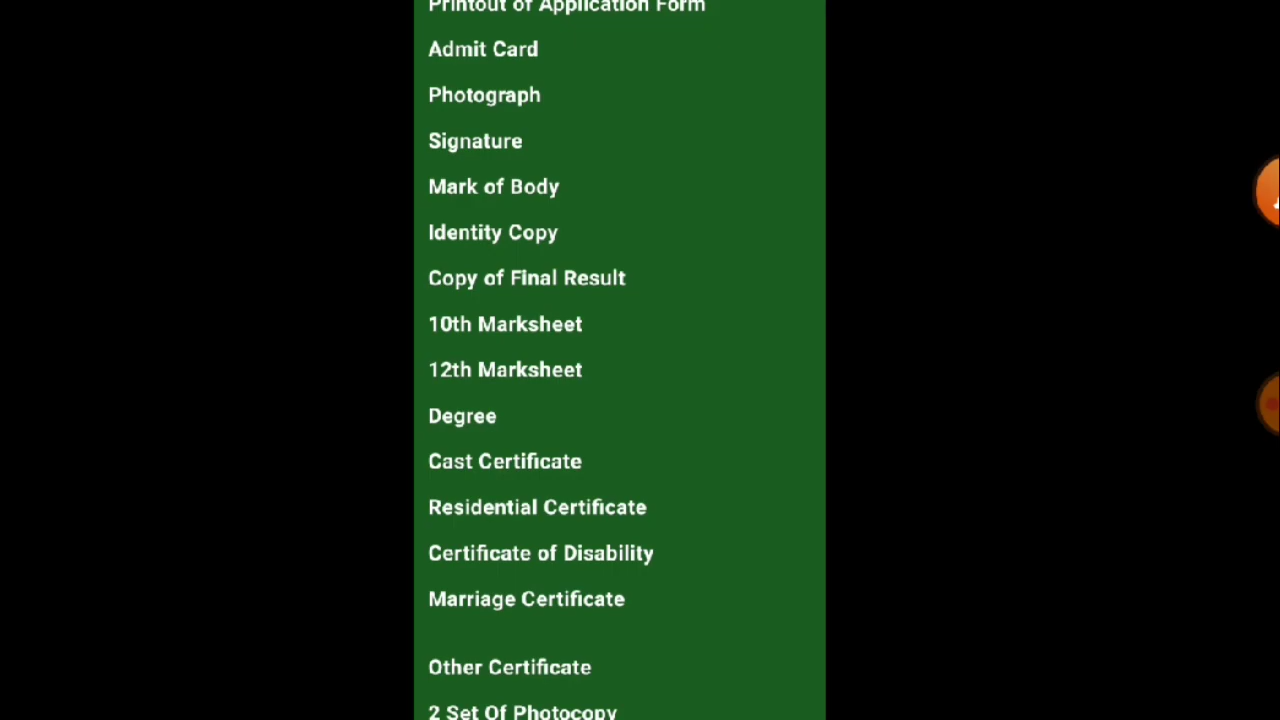 Printout of Application Form
Admit Card
Photograph
Signature
Mark of Body
Identity Copy
Copy of Final Result
10th Marksheet
12th Marksheet
Degree
Cast Certificate
Residential Certificate
Certificate of Disability
Marriage Certificate
Other Certificate
2 Set Of Photocopy